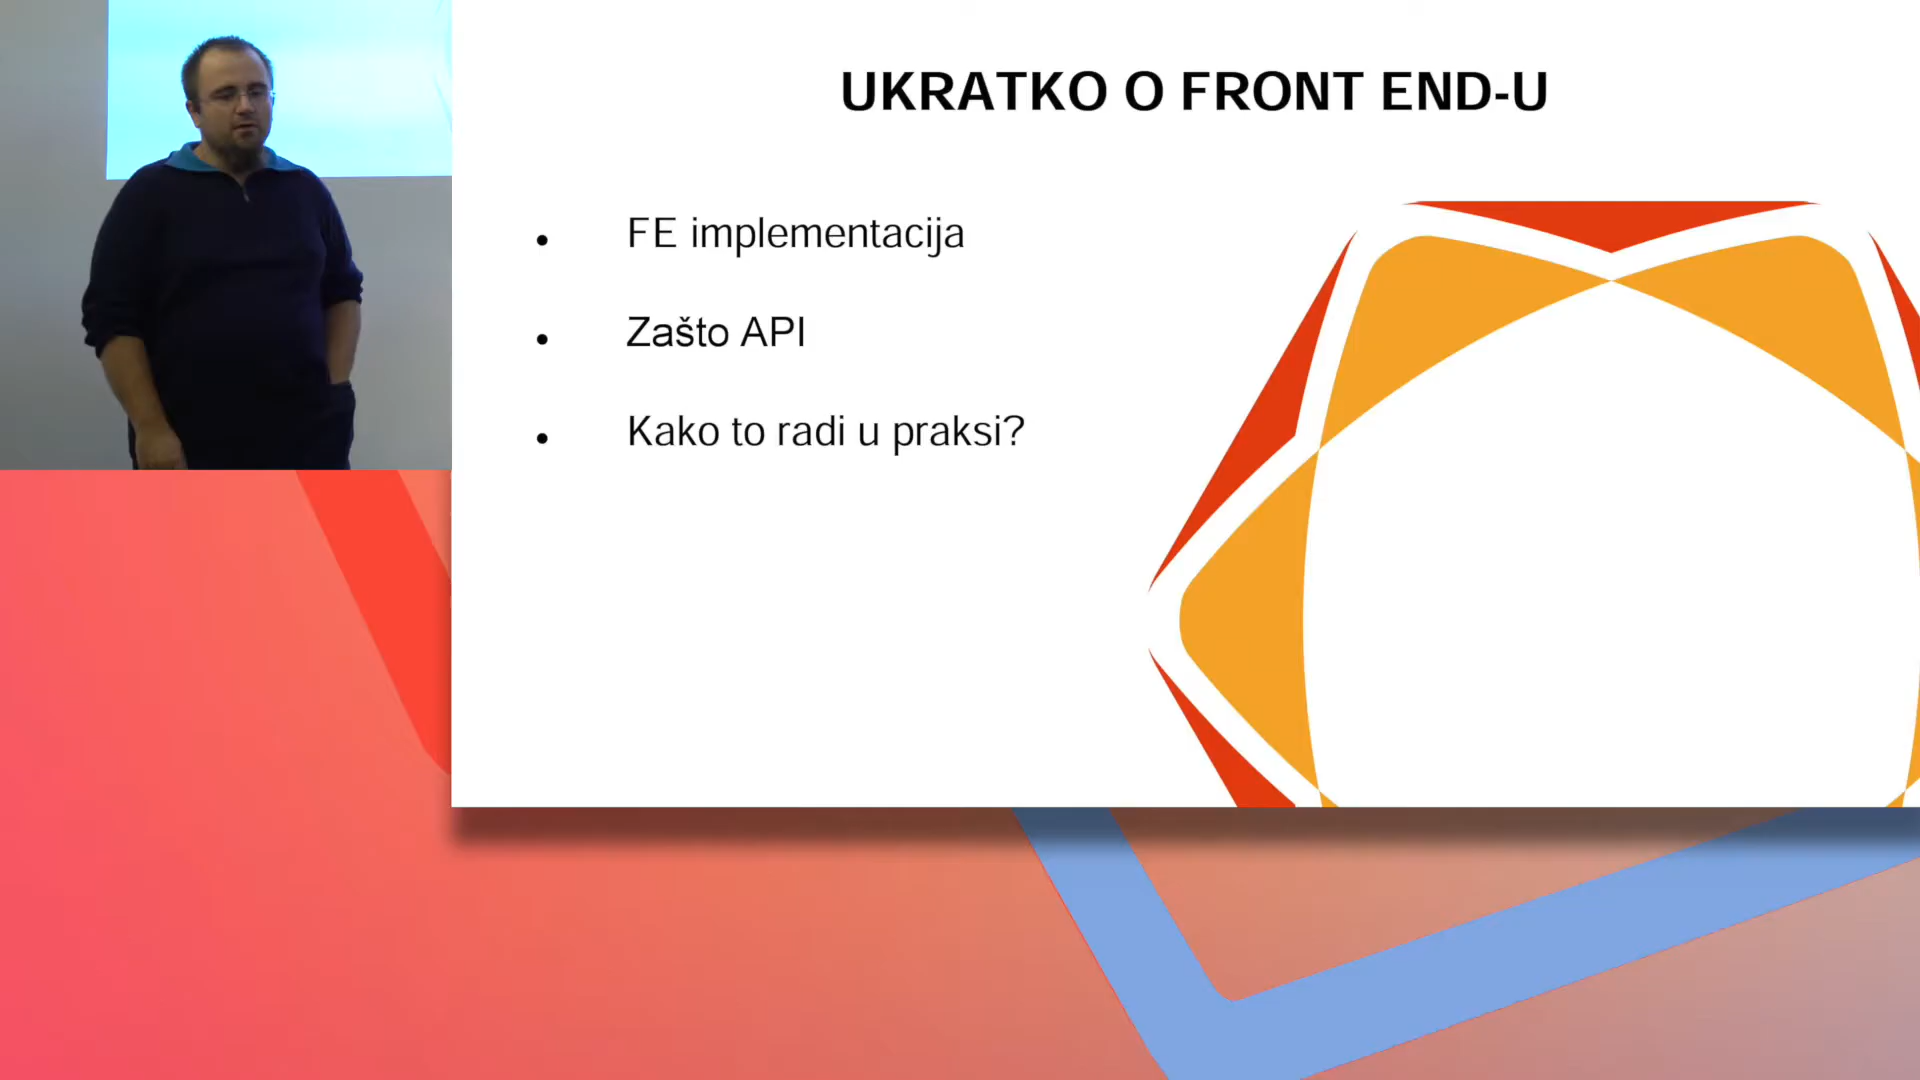 UKRATKO O FRONT END-U
• FE implementacija
• Zašto API
• Kako to radi u praksi?